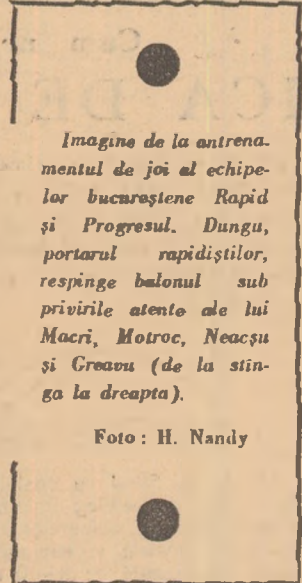 Imagine de la antrena-
mentul de joi al echipe-
lor bucureștene Rapid
și Progresul. Dungu,
portarul rapidiștilor,
respinge balonul sub
privirile atente ale lui
Macri, Motroc, Neacșu
și Greavu (de la stîn-
ga la dreapta).
Foto: H. Nandy